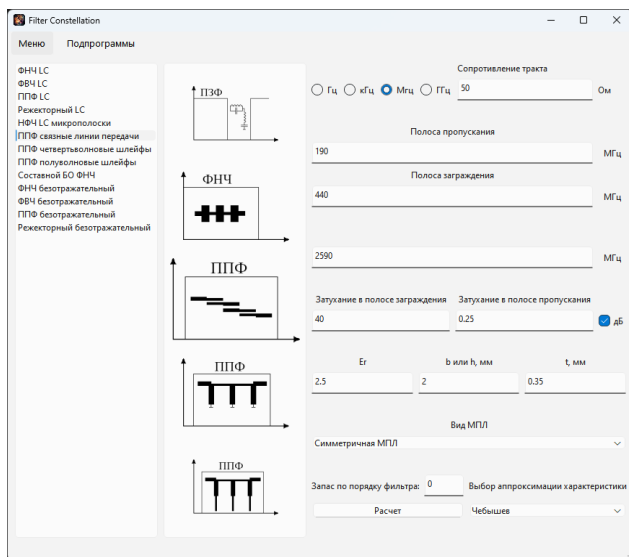 Filter Constellation
Меню Подпрограммы
ФНЧ LC
ФВЧ LC
ППФ LC
Режекторный LC
НФЧ LC микрополоски
ППФ связные линии передачи
ППФ четвертьволновые шлейфы
ППФ полуволновые шлейфы
Составной БО ФНЧ
ФНЧ безотражательный
ФВЧ безотражательный
ППФ безотражательный
Режекторный безотражательный
ПЗФ
ФНЧ
ППФ
ППФ
ППФ
Сопротивление тракта
Гц кГц Мгц ГГц 50 Ом
Полоса пропускания
190 МГц
Полоса заграждения
440 МГц
2590 МГц
Затухание в полосе заграждения Затухание в полосе пропускания
40 0.25 дБ
Er b или h, мм t, мм
2.5 2 0.35
Вид МПЛ
Симметричная МПЛ
Запас по порядку фильтра: 0 Выбор аппроксимации характеристики
Расчет Чебышев